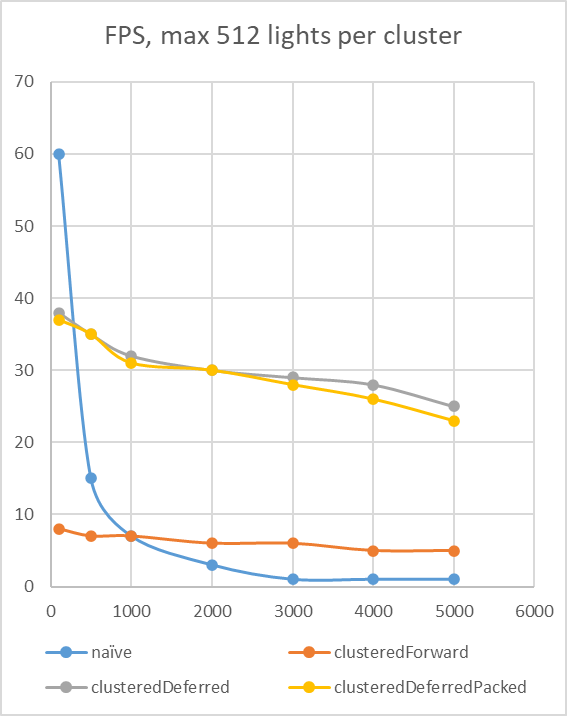 FPS, max 512 lights per cluster
70
60
50
40
30
20
10
0
0 1000 2000 3000 4000 5000 6000
naïve clusteredForward
clusteredDeferred clusteredDeferredPacked